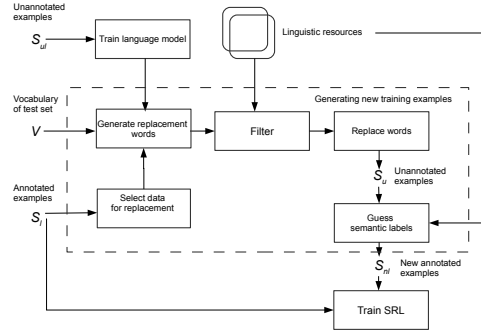 Unannotated
examples
S_ul
Train language model
Linguistic resources
Vocabulary
of test set
V
Generating new training examples
Generate replacement
words
Filter
Replace words
S_u
Unannotated
examples
Annotated
examples
S_l
Select data
for replacement
Guess
semantic labels
S_nl
New annotated
examples
Train SRL